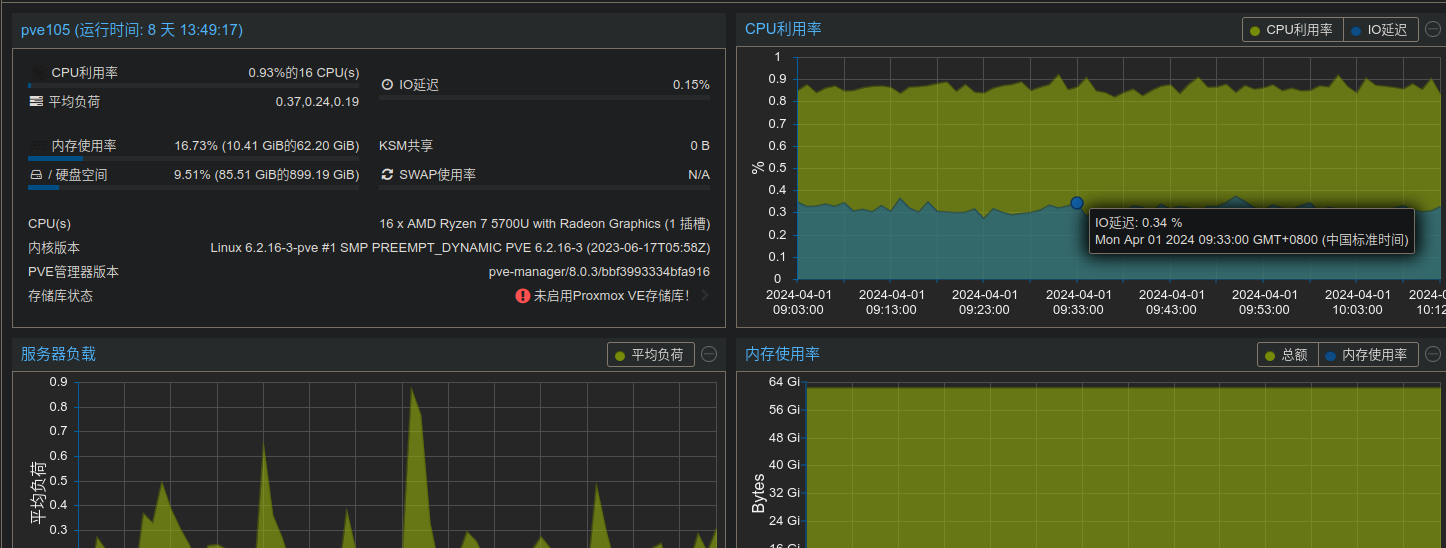 pve105 (运行时间: 8 天 13:49:17)
CPU利用率 0.93%的16 CPU(s)
IO延迟 0.15%
平均负荷 0.37,0.24,0.19
内存使用率 16.73% (10.41 GiB的62.20 GiB)
KSM共享 0 B
/ 硬盘空间 9.51% (85.51 GiB的899.19 GiB)
SWAP使用率 N/A
CPU(s) 16 x AMD Ryzen 7 5700U with Radeon Graphics (1 插槽)
内核版本 Linux 6.2.16-3-pve #1 SMP PREEMPT_DYNAMIC PVE 6.2.16-3 (2023-06-17T05:58Z)
PVE管理器版本 pve-manager/8.0.3/bbf3993334bfa916
存储库状态 未启用Proxmox VE存储库!
CPU利用率 CPU利用率 IO延迟
1
0.9
0.8
0.7
0.6
0.5
0.4
0.3
0.2
0.1
0
%
IO延迟: 0.34 %
Mon Apr 01 2024 09:33:00 GMT+0800 (中国标准时间)
2024-04-01 2024-04-01 2024-04-01 2024-04-01 2024-04-01 2024-04-01 2024-04-01 2024-0
09:03:00 09:13:00 09:23:00 09:33:00 09:43:00 09:53:00 10:03:00 10:12
服务器负载 平均负荷
0.9
0.8
0.7
0.6
0.5
0.4
0.3
平均负荷
内存使用率 总额 内存使用率
64 Gi
56 Gi
48 Gi
40 Gi
32 Gi
24 Gi
16 Gi
Bytes